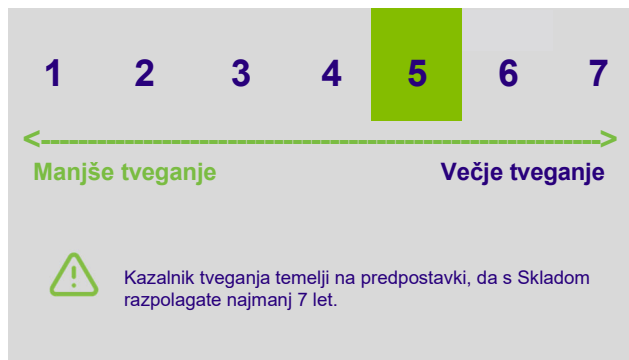 1 2 3 4 5 6 7
<-------------------------------------------------------------->
Manjše tveganje Večje tveganje
Kazalnik tveganja temelji na predpostavki, da s Skladom
razpolagate najmanj 7 let.